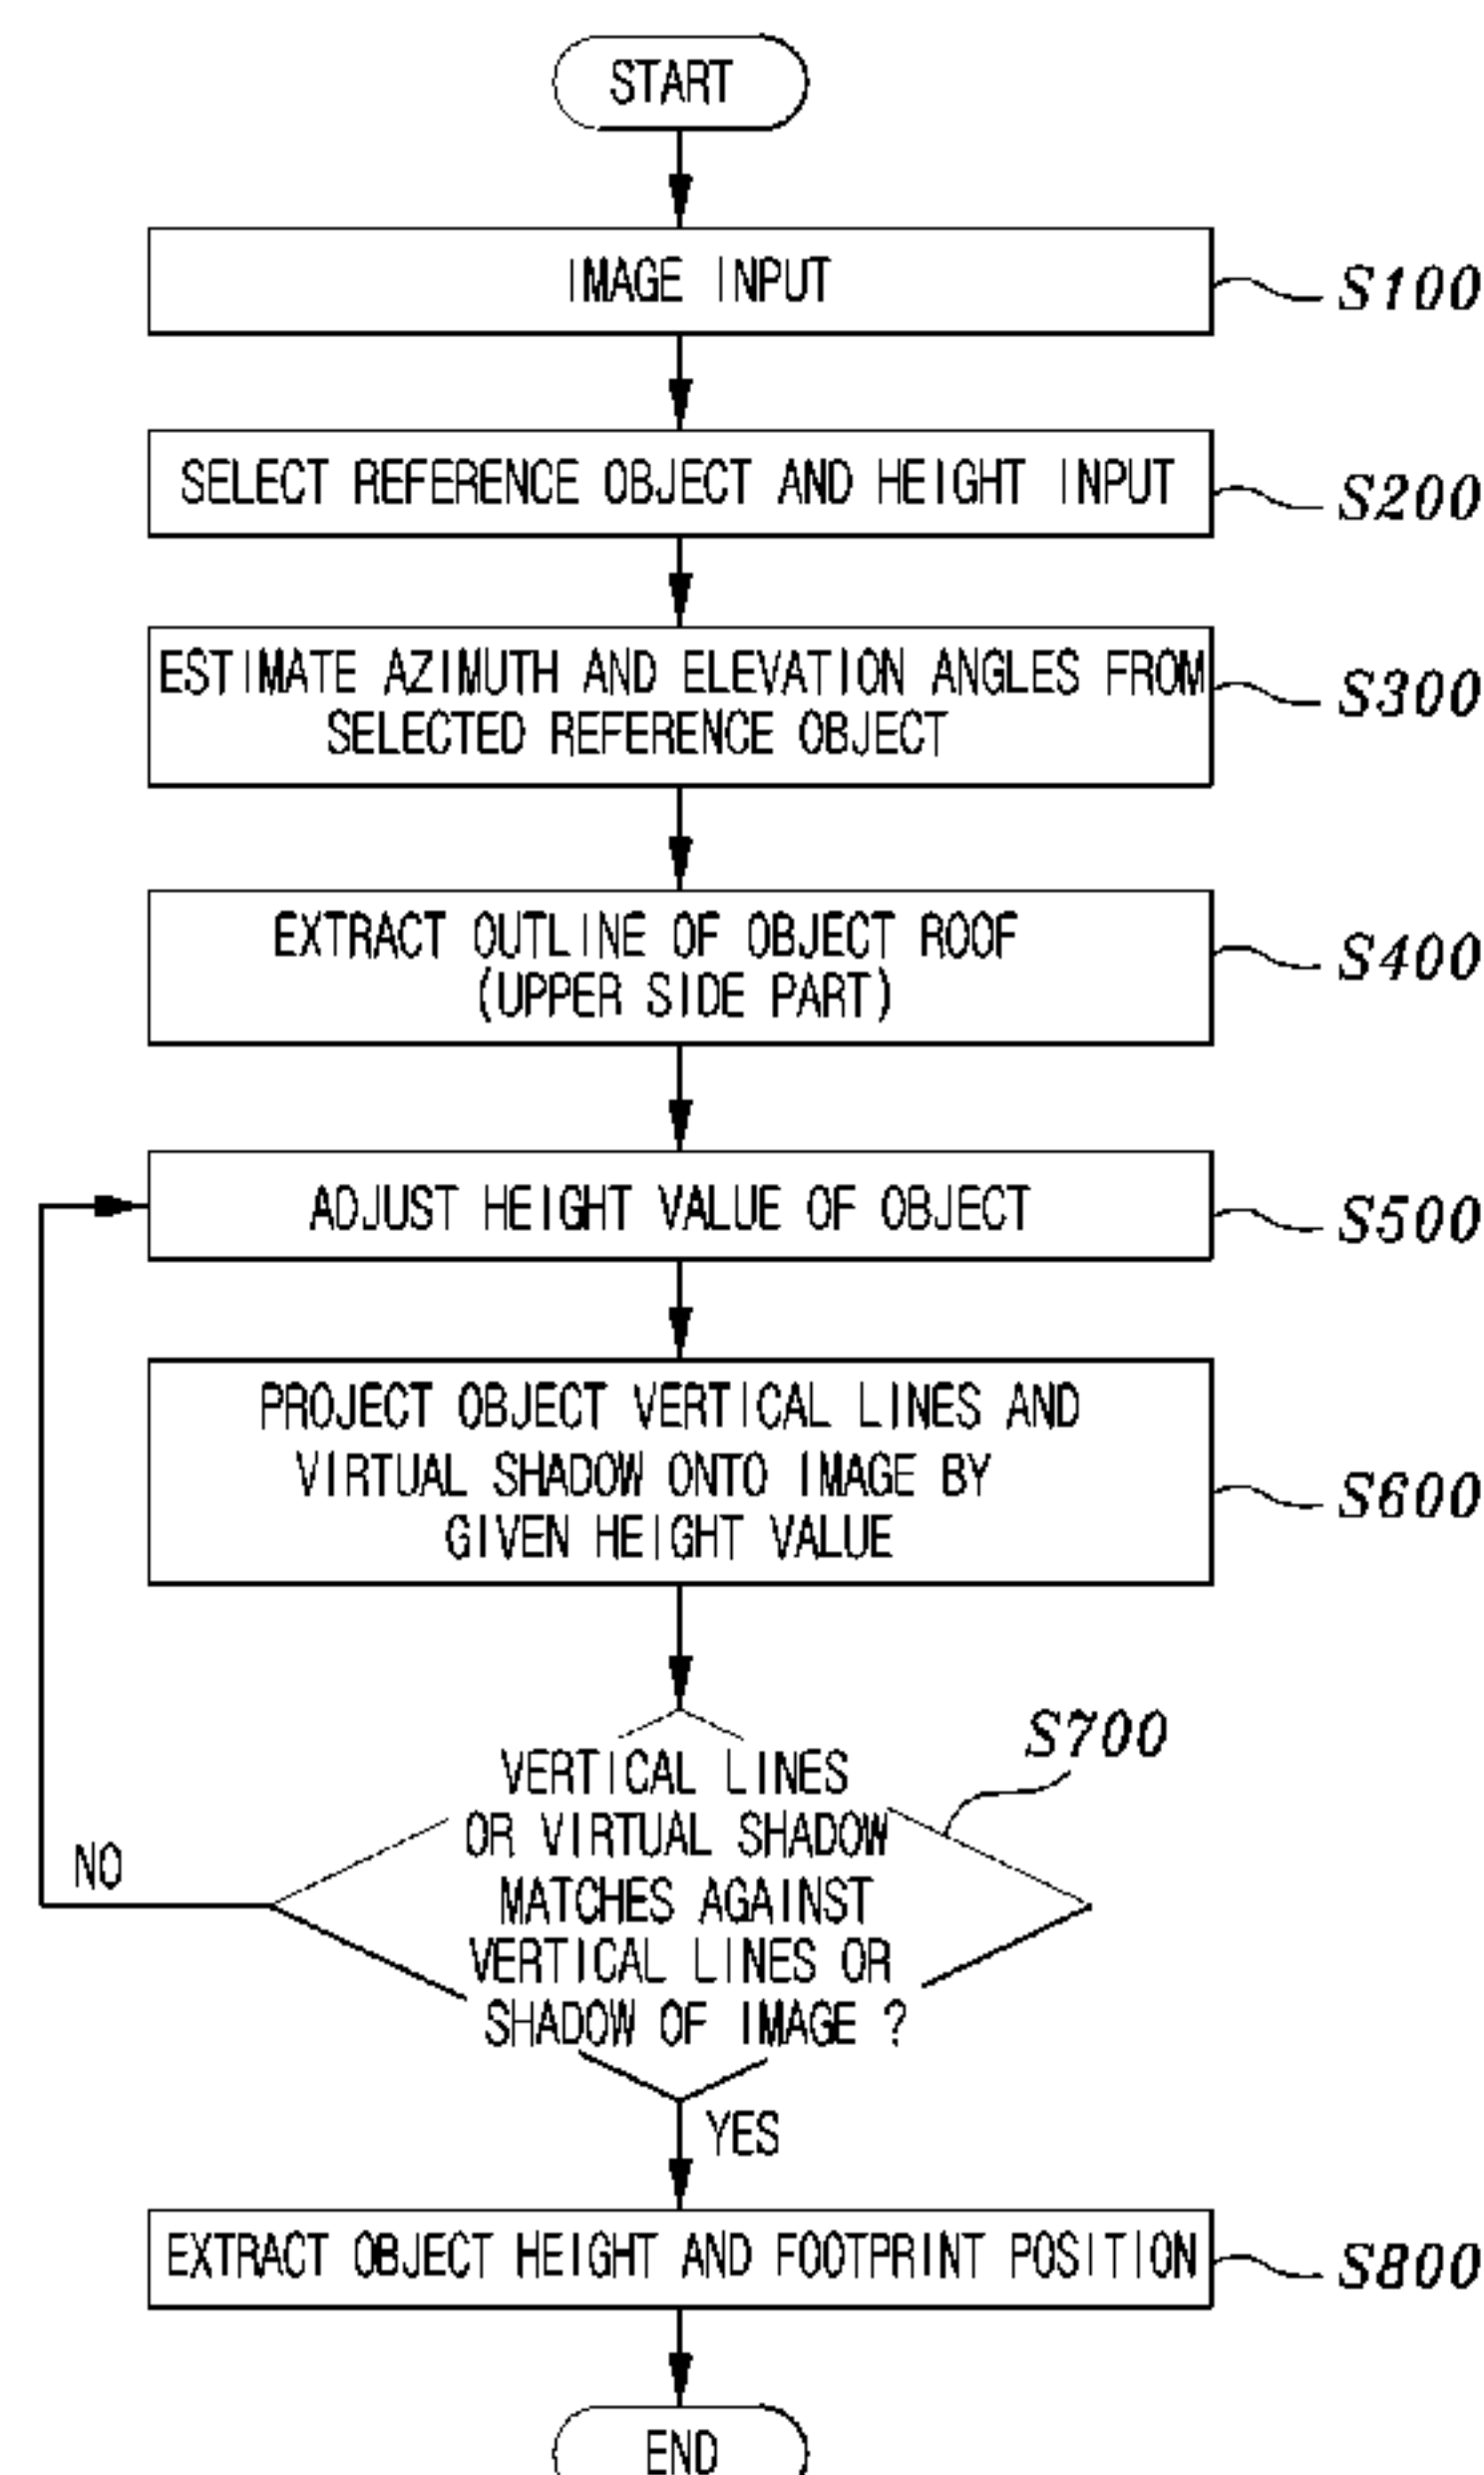 START
IMAGE INPUT
S100
SELECT REFERENCE OBJECT AND HEIGHT INPUT
S200
ESTIMATE AZIMUTH AND ELEVATION ANGLES FROM
SELECTED REFERENCE OBJECT
S300
EXTRACT OUTLINE OF OBJECT ROOF
(UPPER SIDE PART)
S400
ADJUST HEIGHT VALUE OF OBJECT
S500
PROJECT OBJECT VERTICAL LINES AND
VIRTUAL SHADOW ONTO IMAGE BY
GIVEN HEIGHT VALUE
S600
S700
VERTICAL LINES
OR VIRTUAL SHADOW
MATCHES AGAINST
VERTICAL LINES OR
SHADOW OF IMAGE ?
NO
YES
EXTRACT OBJECT HEIGHT AND FOOTPRINT POSITION
S800
END